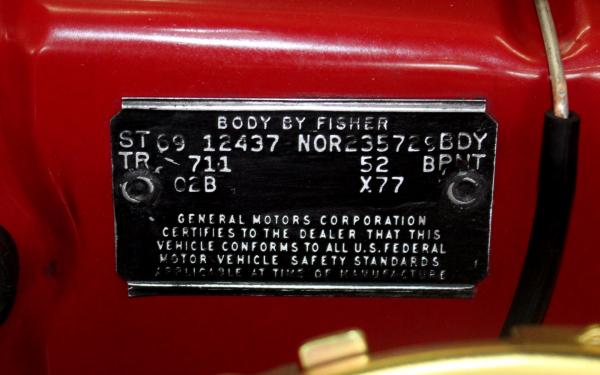 BODY BY FISHER
ST 69 12437 NOR235729 BDY
TR 711 52 BPNT
02B X77
GENERAL MOTORS CORPORATION
CERTIFIES TO THE DEALER THAT THIS
VEHICLE CONFORMS TO ALL U.S. FEDERAL
MOTOR VEHICLE SAFETY STANDARDS
APPLICABLE AT TIME OF MANUFACTURE